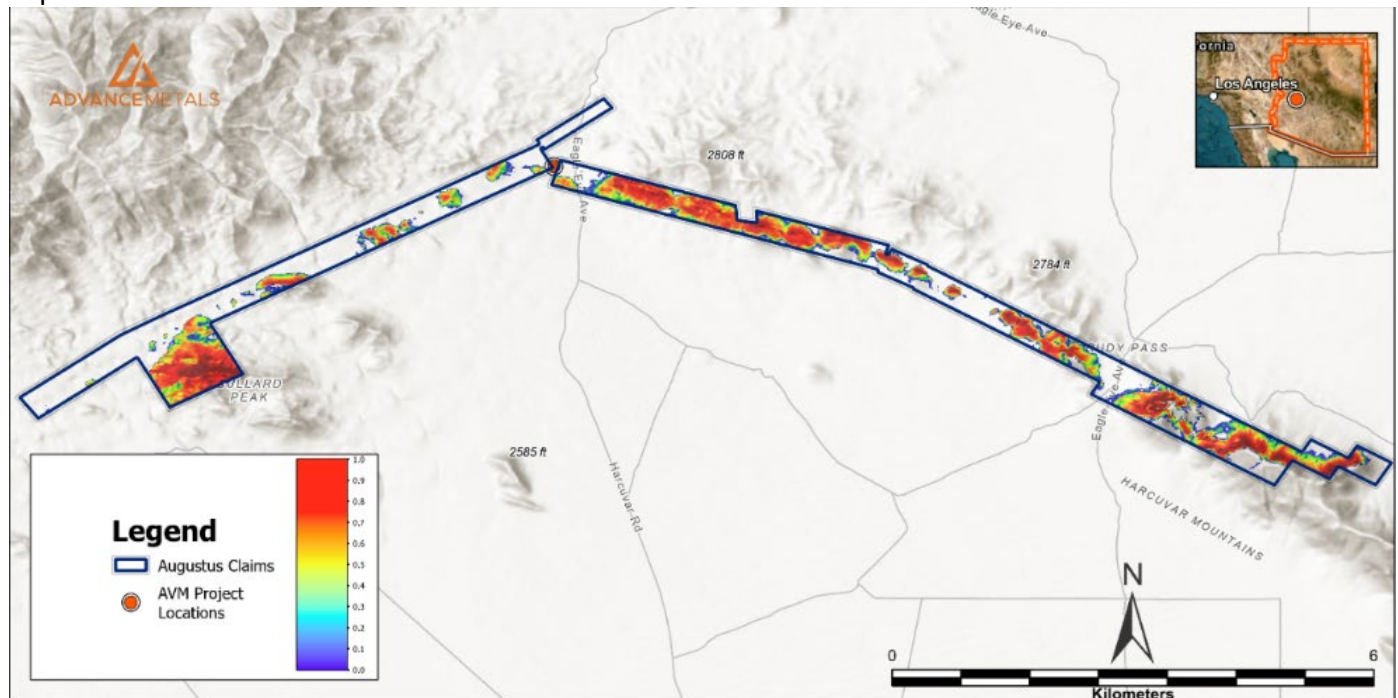 Eagle Eye Ave
ornia
Los Angeles
ADVANCEMETALS
2808 ft
Eagle Eye Ave
2784 ft
CUDY PASS
BULLARD
PEAK
Eagle Eye Ave
2585 ft
Harcuvar Rd
HARCUVAR MOUNTAINS
Legend
Augustus Claims
AVM Project
Locations
1.0
0.9
0.8
0.7
0.6
0.5
0.4
0.3
0.2
0.1
0.0
N
0
6
Kilometers